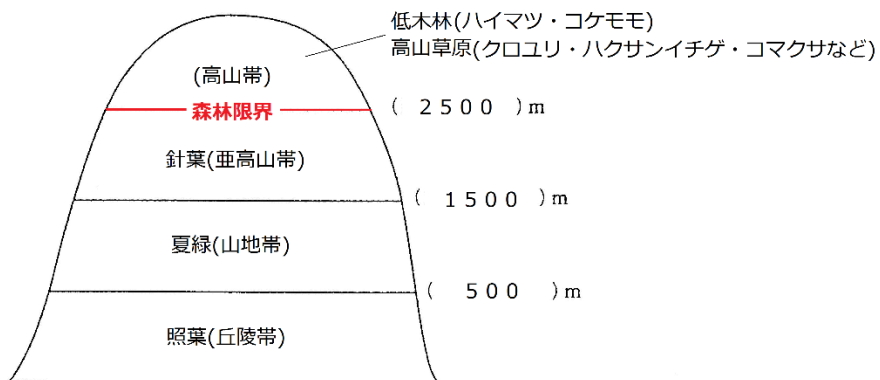 低木林(ハイマツ・コケモモ)
高山草原(クロユリ・ハクサンイチゲ・コマクサなど)
(高山帯)
森林限界
( 2500 )m
針葉(亜高山帯)
( 1500 )m
夏緑(山地帯)
( 500 )m
照葉(丘陵帯)